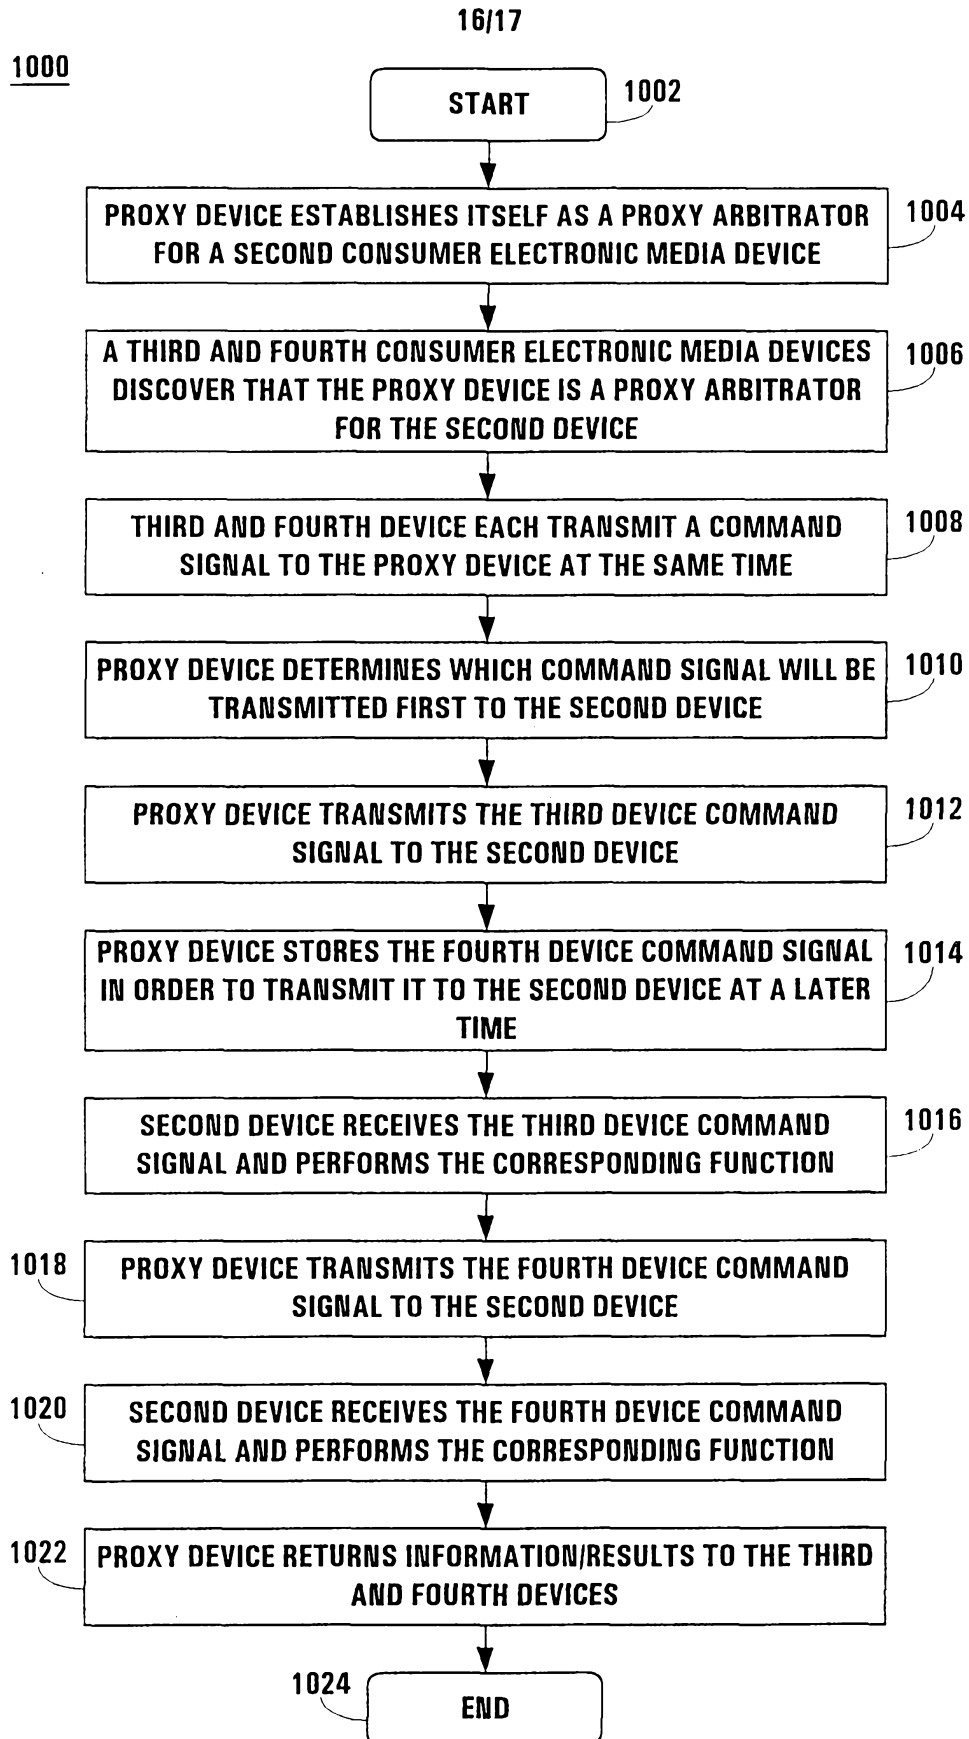 16/17
1000
START
1002
PROXY DEVICE ESTABLISHES ITSELF AS A PROXY ARBITRATOR
FOR A SECOND CONSUMER ELECTRONIC MEDIA DEVICE
1004
A THIRD AND FOURTH CONSUMER ELECTRONIC MEDIA DEVICES
DISCOVER THAT THE PROXY DEVICE IS A PROXY ARBITRATOR
FOR THE SECOND DEVICE
1006
THIRD AND FOURTH DEVICE EACH TRANSMIT A COMMAND
SIGNAL TO THE PROXY DEVICE AT THE SAME TIME
1008
PROXY DEVICE DETERMINES WHICH COMMAND SIGNAL WILL BE
TRANSMITTED FIRST TO THE SECOND DEVICE
1010
PROXY DEVICE TRANSMITS THE THIRD DEVICE COMMAND
SIGNAL TO THE SECOND DEVICE
1012
PROXY DEVICE STORES THE FOURTH DEVICE COMMAND SIGNAL
IN ORDER TO TRANSMIT IT TO THE SECOND DEVICE AT A LATER
TIME
1014
SECOND DEVICE RECEIVES THE THIRD DEVICE COMMAND
SIGNAL AND PERFORMS THE CORRESPONDING FUNCTION
1016
1018
PROXY DEVICE TRANSMITS THE FOURTH DEVICE COMMAND
SIGNAL TO THE SECOND DEVICE
1020
SECOND DEVICE RECEIVES THE FOURTH DEVICE COMMAND
SIGNAL AND PERFORMS THE CORRESPONDING FUNCTION
1022
PROXY DEVICE RETURNS INFORMATION/RESULTS TO THE THIRD
AND FOURTH DEVICES
1024
END